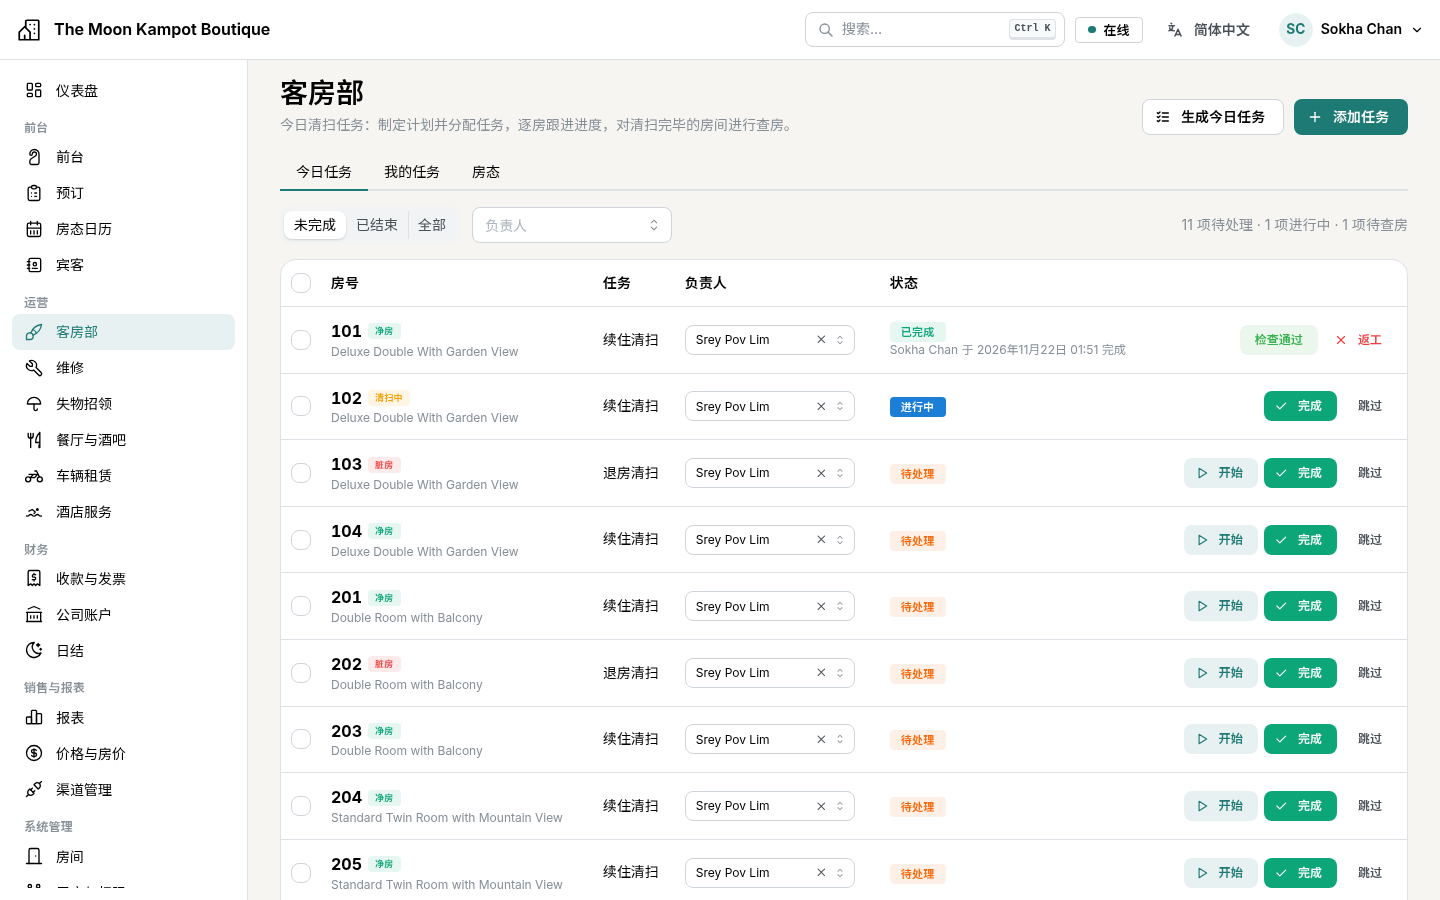 The Moon Kampot Boutique
搜索...
Ctrl K
在线
简体中文
SC
Sokha Chan
仪表盘
前台
前台
预订
房态日历
宾客
运营
客房部
维修
失物招领
餐厅与酒吧
车辆租赁
酒店服务
财务
收款与发票
公司账户
日结
销售与报表
报表
价格与房价
渠道管理
系统管理
房间
客房部
今日清扫任务：制定计划并分配任务，逐房跟进进度，对清扫完毕的房间进行查房。
生成今日任务
添加任务
今日任务 我的任务 房态
未完成 已结束 全部
负责人
11 项待处理 · 1 项进行中 · 1 项待查房
房号 任务 负责人 状态
101 净房
Deluxe Double With Garden View
续住清扫
Srey Pov Lim
已完成
Sokha Chan 于 2026年11月22日 01:51 完成
检查通过 返工
102 清扫中
Deluxe Double With Garden View
续住清扫
Srey Pov Lim
进行中
完成 跳过
103 脏房
Deluxe Double With Garden View
退房清扫
Srey Pov Lim
待处理
开始 完成 跳过
104 净房
Deluxe Double With Garden View
续住清扫
Srey Pov Lim
待处理
开始 完成 跳过
201 净房
Double Room with Balcony
续住清扫
Srey Pov Lim
待处理
开始 完成 跳过
202 脏房
Double Room with Balcony
退房清扫
Srey Pov Lim
待处理
开始 完成 跳过
203 净房
Double Room with Balcony
续住清扫
Srey Pov Lim
待处理
开始 完成 跳过
204 净房
Standard Twin Room with Mountain View
续住清扫
Srey Pov Lim
待处理
开始 完成 跳过
205 净房
Standard Twin Room with Mountain View
续住清扫
Srey Pov Lim
待处理
开始 完成 跳过